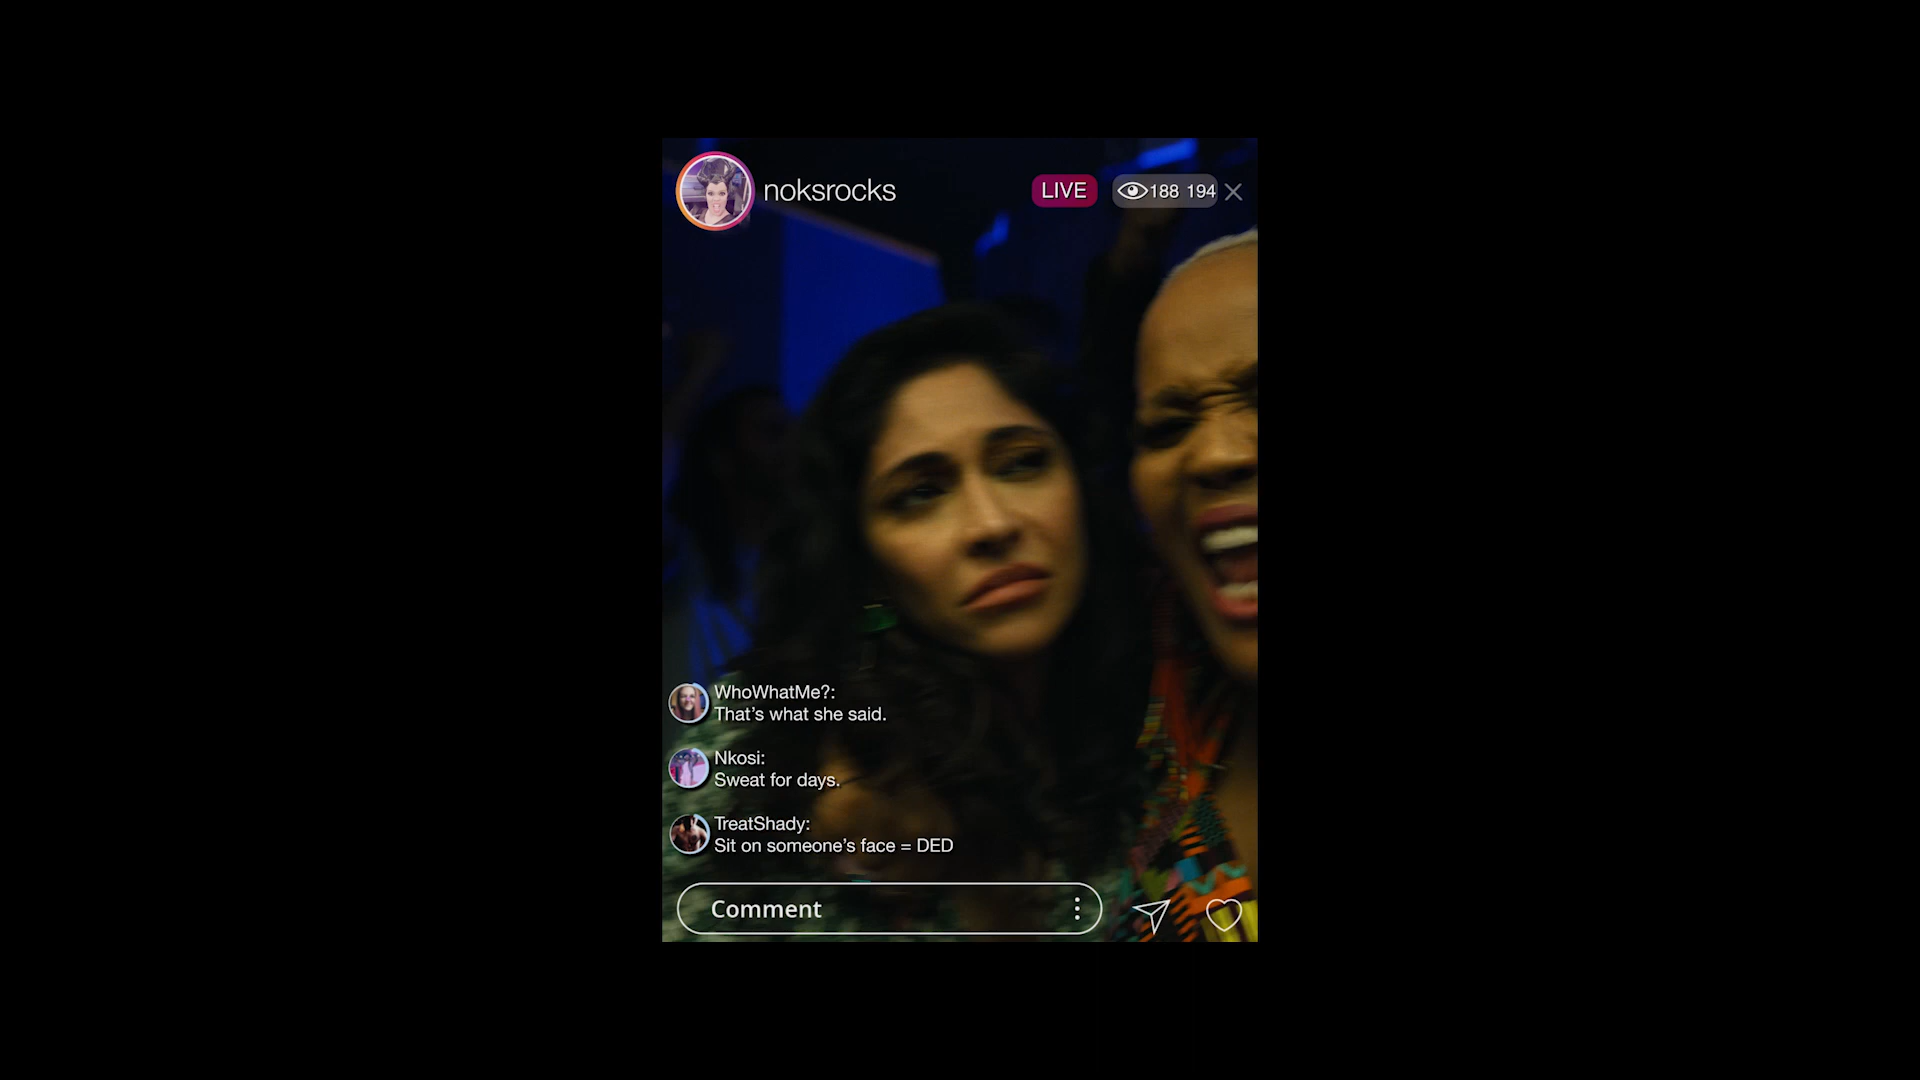 noksrocks
LIVE
188 194
WhoWhatMe?:
That’s what she said.
Nkosi:
Sweat for days.
TreatShady:
Sit on someone’s face = DED
Comment